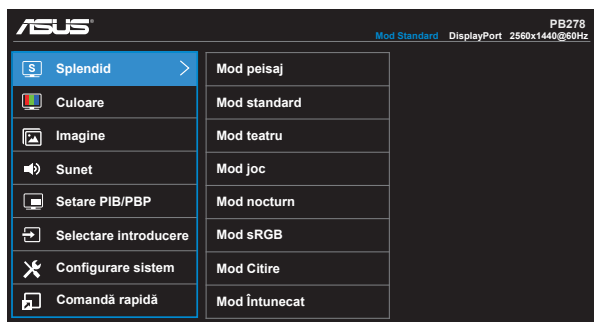 ASUS
PB278
Mod Standard DisplayPort 2560x1440@60Hz
S Splendid
Culoare
Imagine
Sunet
Setare PIB/PBP
Selectare introducere
Configurare sistem
Comandă rapidă
Mod peisaj
Mod standard
Mod teatru
Mod joc
Mod nocturn
Mod sRGB
Mod Citire
Mod Întunecat